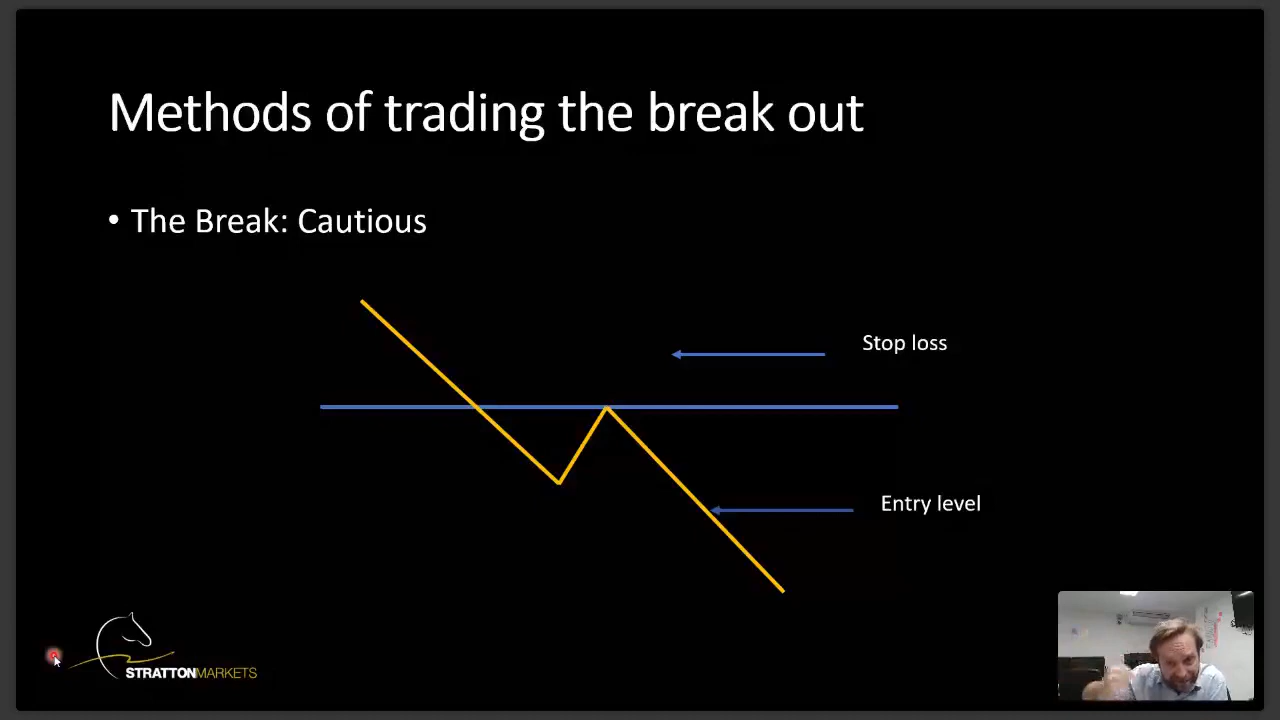 Methods of trading the break out
• The Break: Cautious
Stop loss
Entry level
STRATTONMARKETS